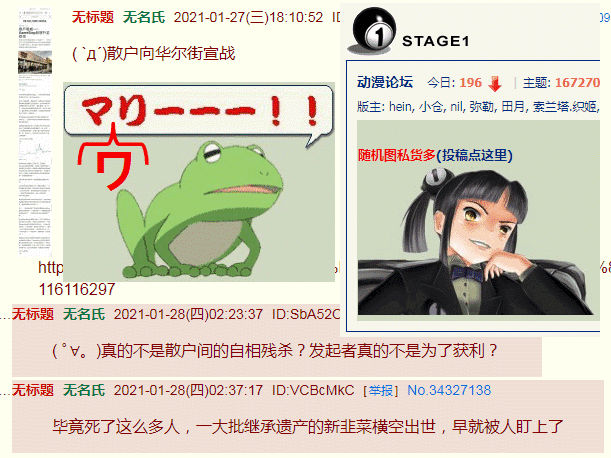 无标题 无名氏 2021-01-27(三)18:10:52 ID
( `д´)散户向华尔街宣战
マりーーー！！
ワ
STAGE1
动漫论坛 今日: 196 | 主题: 167270
版主: hein, 小仓, nil, 弥勒, 田月, 索兰塔.织姬,
随机图私货多(投稿点这里)
http
116116297
无标题 无名氏 2021-01-28(四)02:23:37 ID:SbA52C
( ﾟ∀。)真的不是散户间的自相残杀？发起者真的不是为了获利？
无标题 无名氏 2021-01-28(四)02:37:17 ID:VCBcMkC [举报] No.34327138
毕竟死了这么多人，一大批继承遗产的新韭菜横空出世，早就被人盯上了